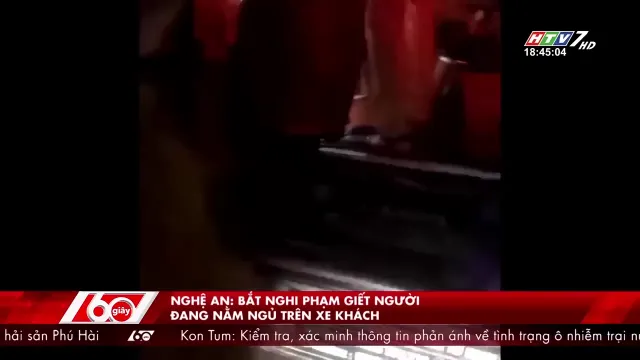 HTV7 HD
18:45:04
60 giây
NGHỆ AN: BẮT NGHI PHẠM GIẾT NGƯỜI
ĐANG NẰM NGỦ TRÊN XE KHÁCH
hải sản Phú Hài 60 giây Kon Tum: Kiểm tra, xác minh thông tin phản ánh về tình trạng ô nhiễm trại n